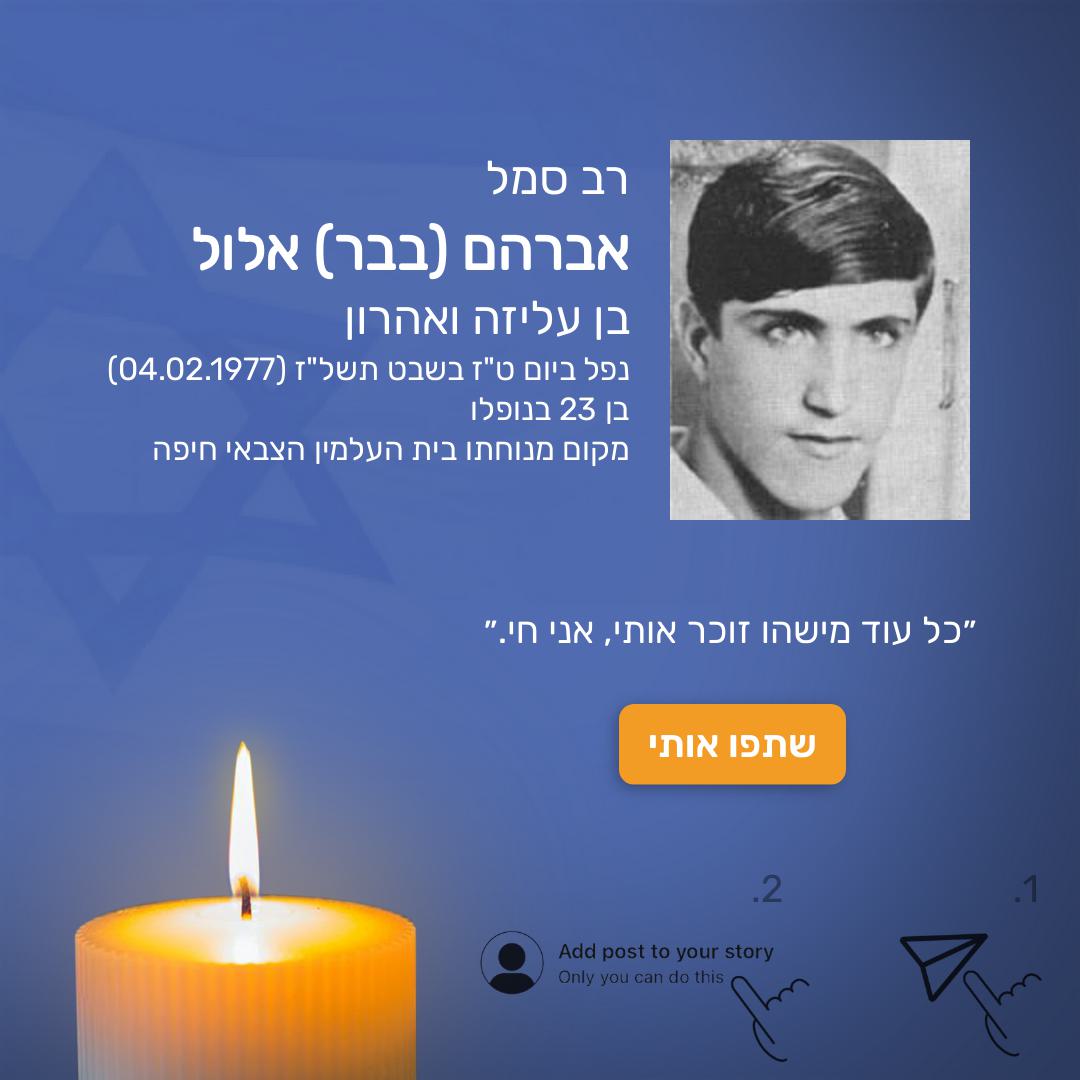 רב סמל
אברהם (בבר) אלול
בן עליזה ואהרון
נפל ביום ט"ז בשבט תשל"ז (04.02.1977)
בן 23 בנופלו
מקום מנוחתו בית העלמין הצבאי חיפה
״כל עוד מישהו זוכר אותי, אני חי.״
שתפו אותי
1.
2.
Add post to your story
Only you can do this